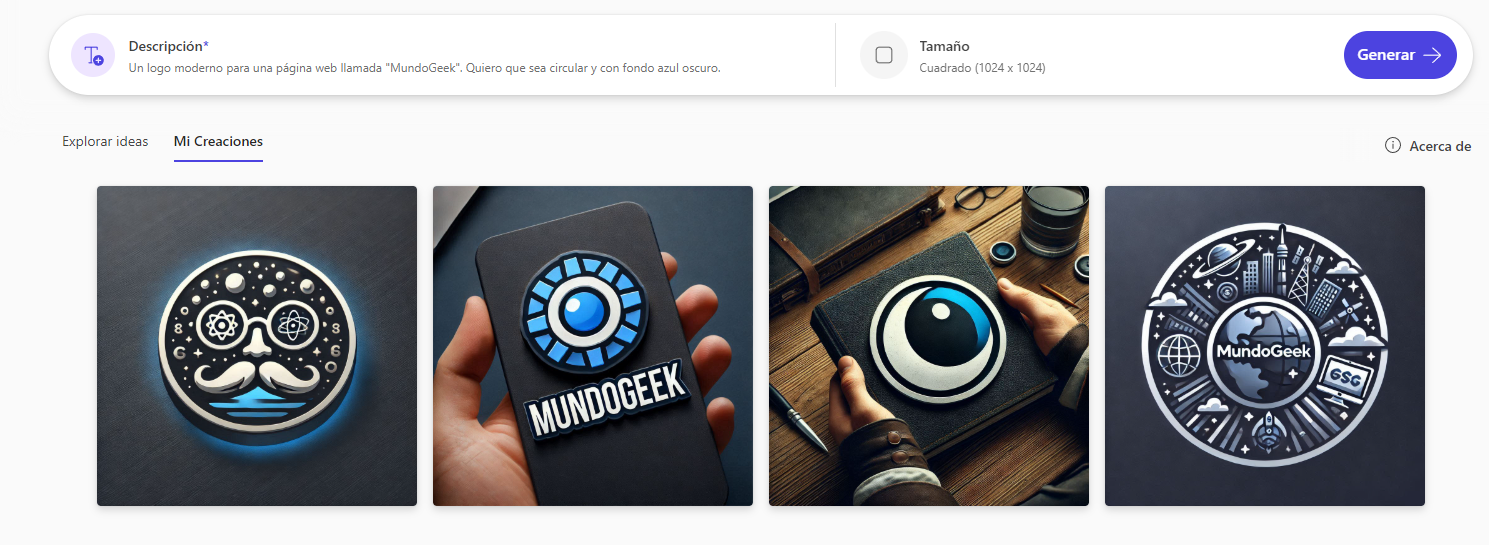 Descripción*
Un logo moderno para una página web llamada "MundoGeek". Quiero que sea circular y con fondo azul oscuro.
Tamaño
Cuadrado (1024 x 1024)
Generar
Explorar ideas
Mi Creaciones
Acerca de
MUNDOGEEK
MundoGeek
GSG